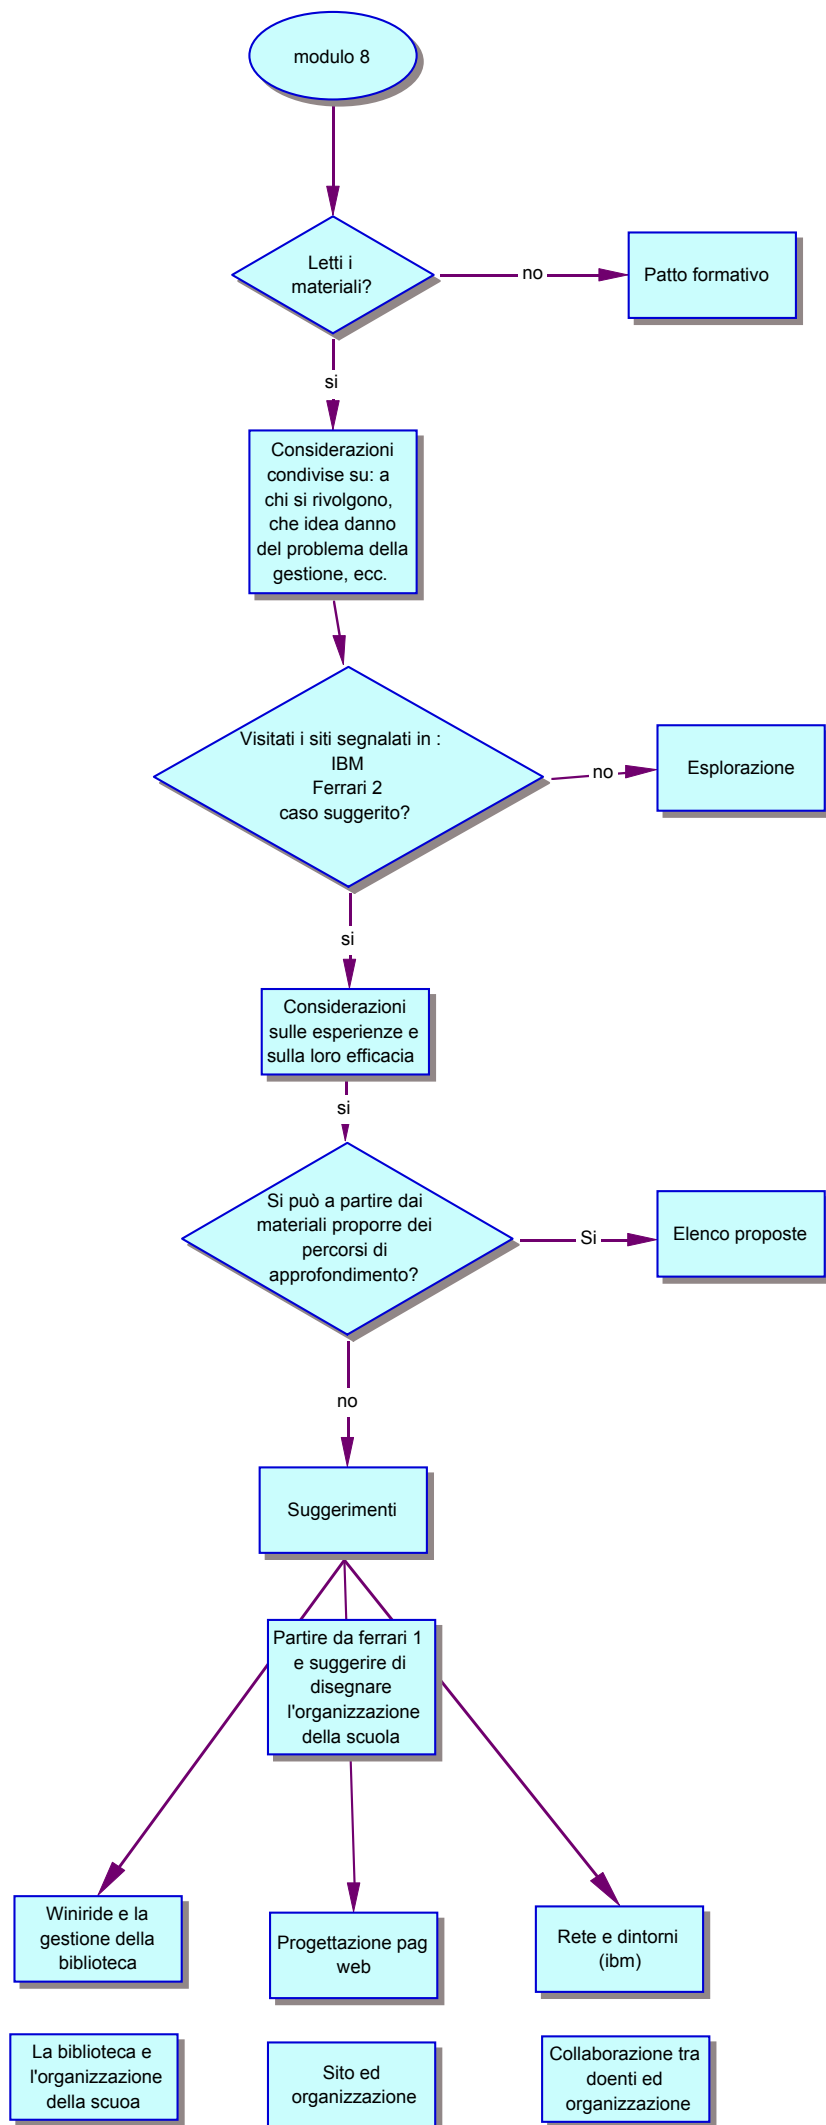 modulo 8
Letti i
materiali?
no
Patto formativo
si
Considerazioni
condivise su: a
chi si rivolgono,
che idea danno
del problema della
gestione, ecc.
Visitati i siti segnalati in :
IBM
Ferrari 2
caso suggerito?
no
Esplorazione
si
Considerazioni
sulle esperienze e
sulla loro efficacia
si
Si può a partire dai
materiali proporre dei
percorsi di
approfondimento?
Si
Elenco proposte
no
Suggerimenti
Partire da ferrari 1
e suggerire di
disegnare
l'organizzazione
della scuola
Winiride e la
gestione della
biblioteca
Progettazione pag
web
Rete e dintorni
(ibm)
La biblioteca e
l'organizzazione
della scuoa
Sito ed
organizzazione
Collaborazione tra
doenti ed
organizzazione